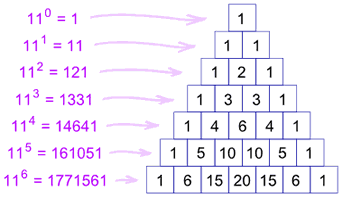 11⁰ = 1 1
11¹ = 11 1 1
11² = 121 1 2 1
11³ = 1331 1 3 3 1
11⁴ = 14641 1 4 6 4 1
11⁵ = 161051 1 5 10 10 5 1
11⁶ = 1771561 1 6 15 20 15 6 1